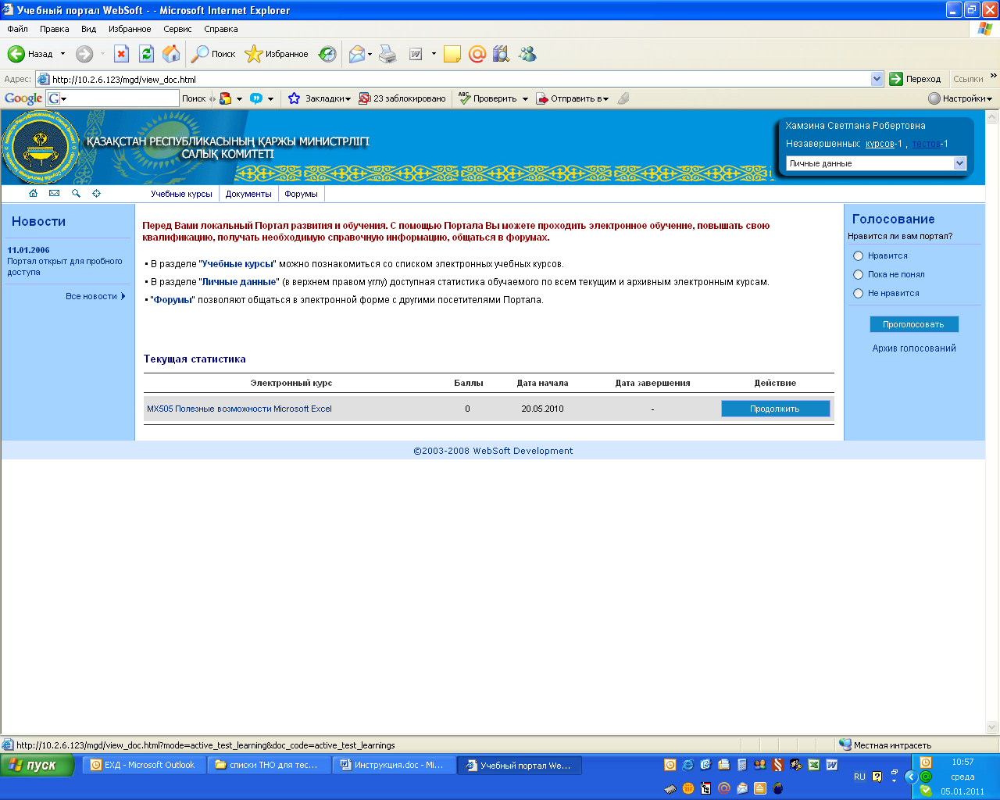 Учебный портал WebSoft - - Microsoft Internet Explorer
Файл Правка Вид Избранное Сервис Справка
Назад Поиск Избранное
Адрес: http://10.2.6.123/mgd/view_doc.html Переход Ссылки »
Google G Поиск Закладки 23 заблокировано Проверить Отправить в Настройки
ҚАЗАҚСТАН РЕСПУБЛИКАСЫНЫҢ ҚАРЖЫ МИНИСТРЛІГІ
САЛЫҚ КОМИТЕТІ
Хамзина Светлана Робертовна
Незавершенных: курсов-1 , тестов-1
Личные данные
Учебные курсы Документы Форумы
Новости
11.01.2006
Портал открыт для пробного
доступа
Все новости
Перед Вами локальный Портал развития и обучения. С помощью Портала Вы можете проходить электронное обучение, повышать свою
квалификацию, получать необходимую справочную информацию, общаться в форумах.
▪ В разделе "Учебные курсы" можно познакомиться со списком электронных учебных курсов.
▪ В разделе "Личные данные" (в верхнем правом углу) доступная статистика обучаемого по всем текущим и архивным электронным курсам.
▪ "Форумы" позволяют общаться в электронной форме с другими посетителями Портала.
Текущая статистика
Электронный курс Баллы Дата начала Дата завершения Действие
MX505 Полезные возможности Microsoft Excel 0 20.05.2010 - Продолжить
Голосование
Нравится ли вам портал?
Нравится
Пока не понял
Не нравится
Проголосовать
Архив голосований
©2003-2008 WebSoft Development
http://10.2.6.123/mgd/view_doc.html?mode=active_test_learning&doc_code=active_test_learnings Местная интрасеть
пуск ЕХД - Microsoft Outlook списки ТНО для тес... Инструкция.doc - Mi... Учебный портал We... RU 10:57
среда
05.01.2011